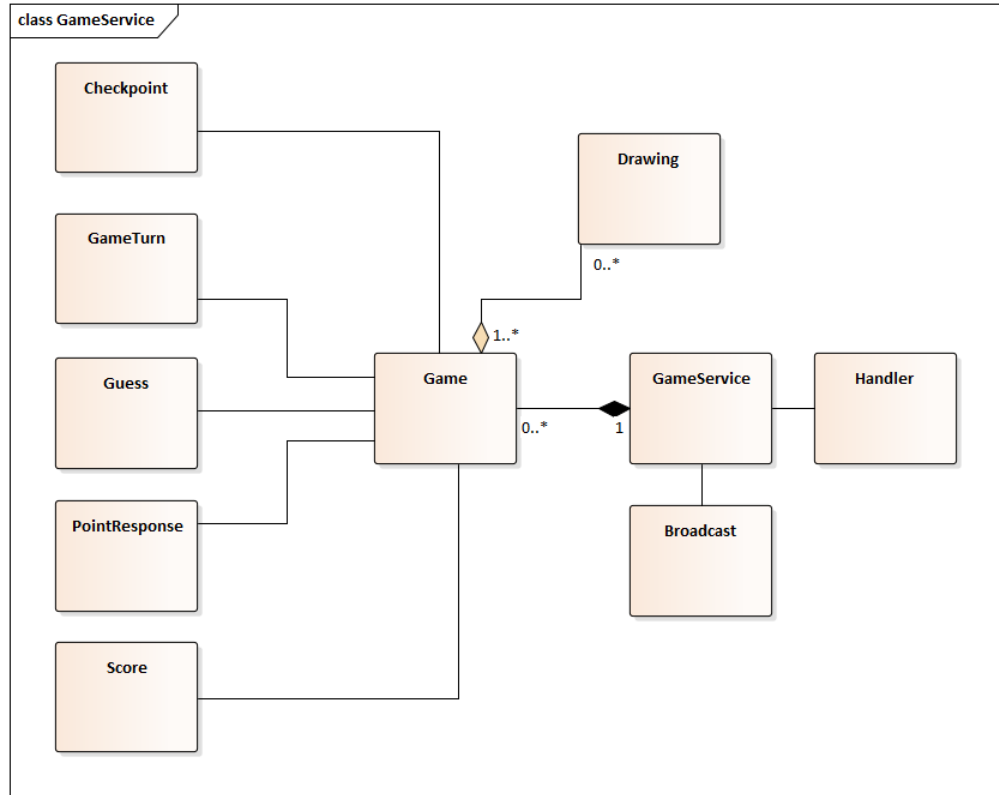 class GameService
Checkpoint
Drawing
GameTurn
0..*
1..*
Game
GameService
Handler
Guess
0..*
1
PointResponse
Broadcast
Score